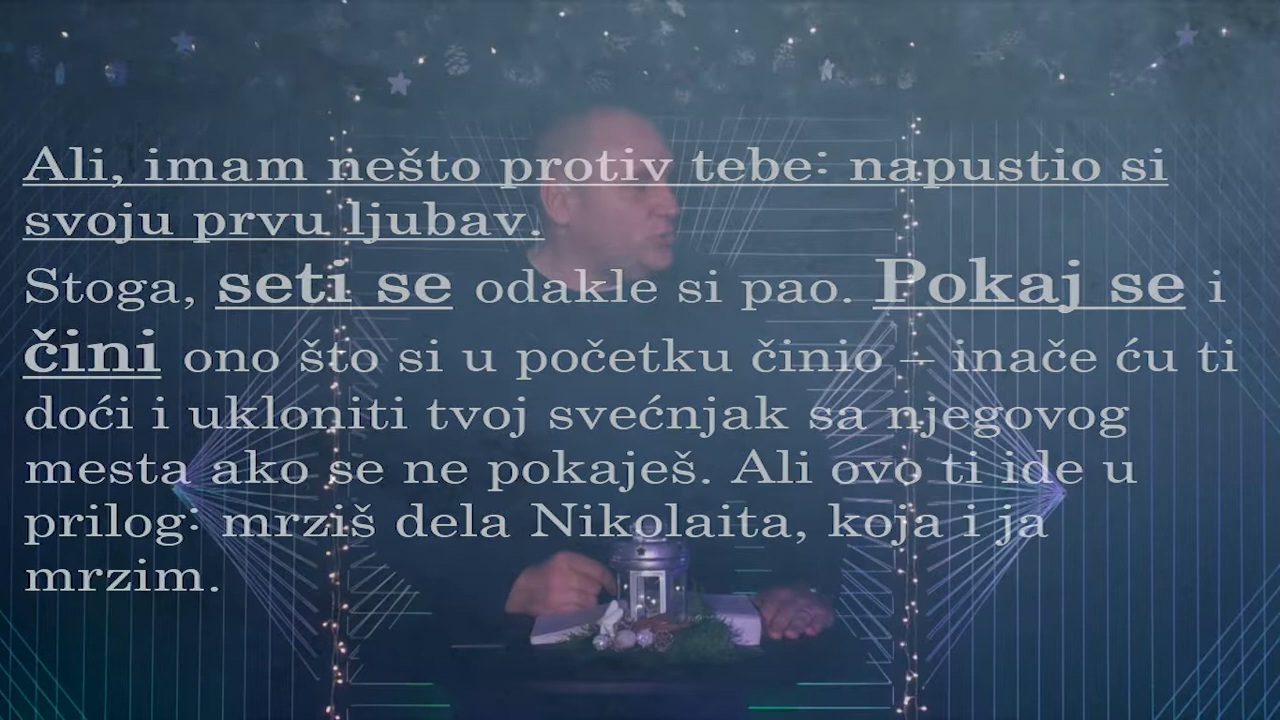 Ali, imam nešto protiv tebe: napustio si
svoju prvu ljubav.
Stoga, seti se odakle si pao. Pokaj se i
čini ono što si u početku činio – inače ću ti
doći i ukloniti tvoj svećnjak sa njegovog
mesta ako se ne pokaješ. Ali ovo ti ide u
prilog: mrziš dela Nikolaita, koja i ja
mrzim.